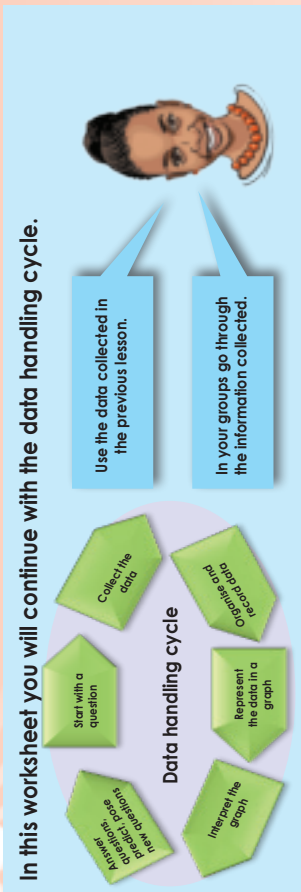 In this worksheet you will continue with the data handling cycle.
Start with a
question
Collect the
data
Organise and
record data
Represent
the data in a
graph
Interpret the
graph
Answer
questions,
predict, pose
new questions
Data handling cycle
Use the data collected in
the previous lesson.
In your groups go through
the information collected.